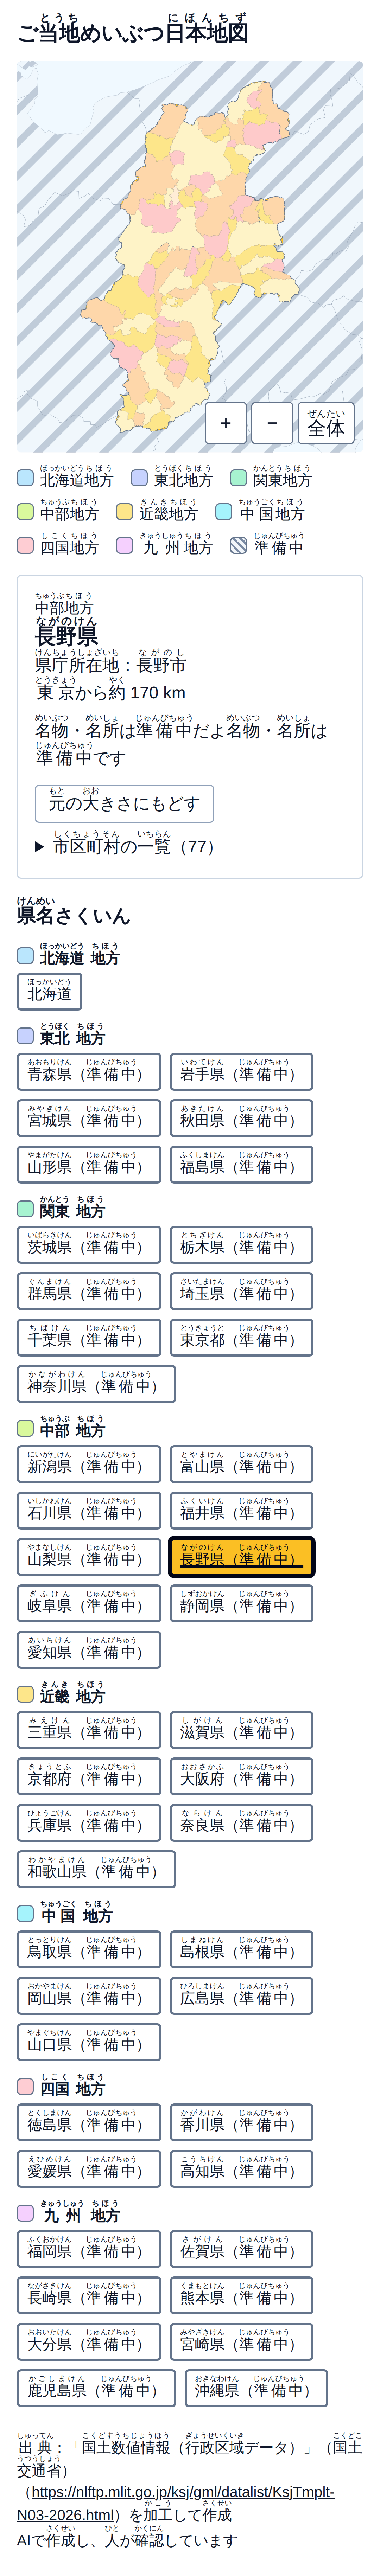 ご当地めいぶつ日本地図
+ − 全体
北海道地方 東北地方 関東地方
中部地方 近畿地方 中国地方
四国地方 九州地方 準備中
中部地方
長野県
県庁所在地：長野市
東京から約 170 km
名物・名所は準備中だよ名物・名所は
準備中です
元の大きさにもどす
▶ 市区町村の一覧（77）
県名さくいん
北海道 地方
北海道
東北 地方
青森県（準備中） 岩手県（準備中）
宮城県（準備中） 秋田県（準備中）
山形県（準備中） 福島県（準備中）
関東 地方
茨城県（準備中） 栃木県（準備中）
群馬県（準備中） 埼玉県（準備中）
千葉県（準備中） 東京都（準備中）
神奈川県（準備中）
中部 地方
新潟県（準備中） 富山県（準備中）
石川県（準備中） 福井県（準備中）
山梨県（準備中） 長野県（準備中）
岐阜県（準備中） 静岡県（準備中）
愛知県（準備中）
近畿 地方
三重県（準備中） 滋賀県（準備中）
京都府（準備中） 大阪府（準備中）
兵庫県（準備中） 奈良県（準備中）
和歌山県（準備中）
中国 地方
鳥取県（準備中） 島根県（準備中）
岡山県（準備中） 広島県（準備中）
山口県（準備中）
四国 地方
徳島県（準備中） 香川県（準備中）
愛媛県（準備中） 高知県（準備中）
九州 地方
福岡県（準備中） 佐賀県（準備中）
長崎県（準備中） 熊本県（準備中）
大分県（準備中） 宮崎県（準備中）
鹿児島県（準備中） 沖縄県（準備中）
出典：「国土数値情報（行政区域データ）」（国土
交通省）
（https://nlftp.mlit.go.jp/ksj/gml/datalist/KsjTmplt-
N03-2026.html）を加工して作成
AIで作成し、人が確認しています